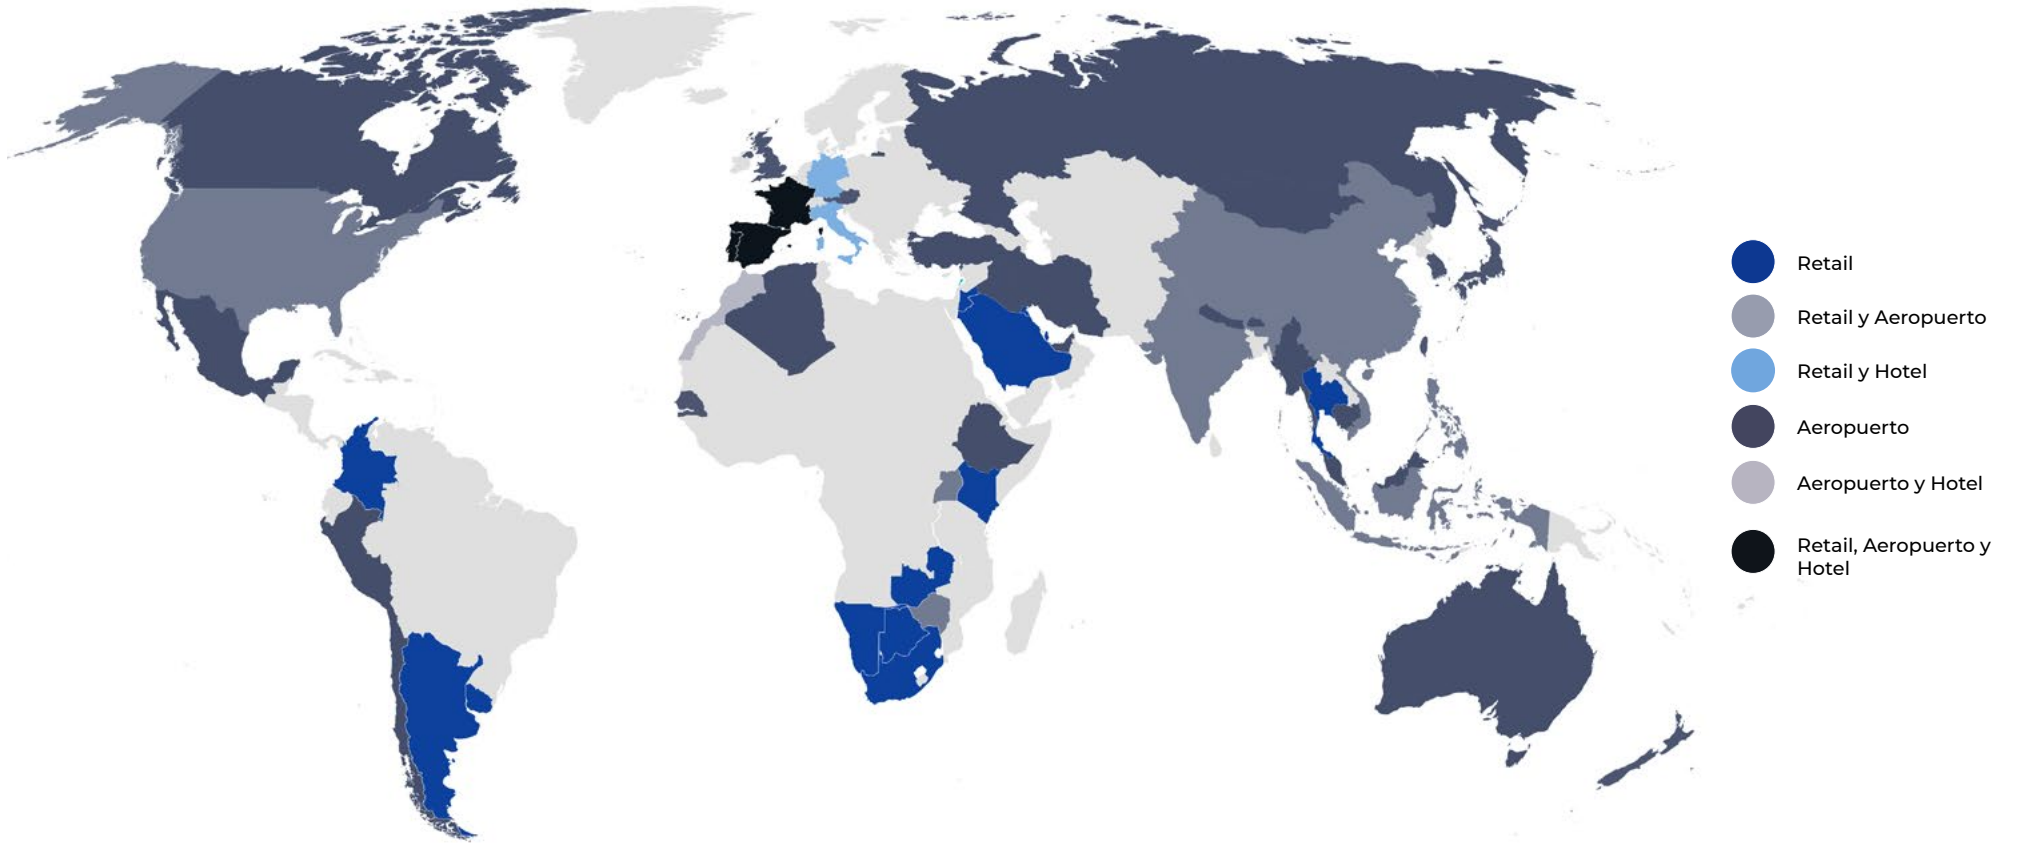 Retail
Retail y Aeropuerto
Retail y Hotel
Aeropuerto
Aeropuerto y Hotel
Retail, Aeropuerto y
Hotel